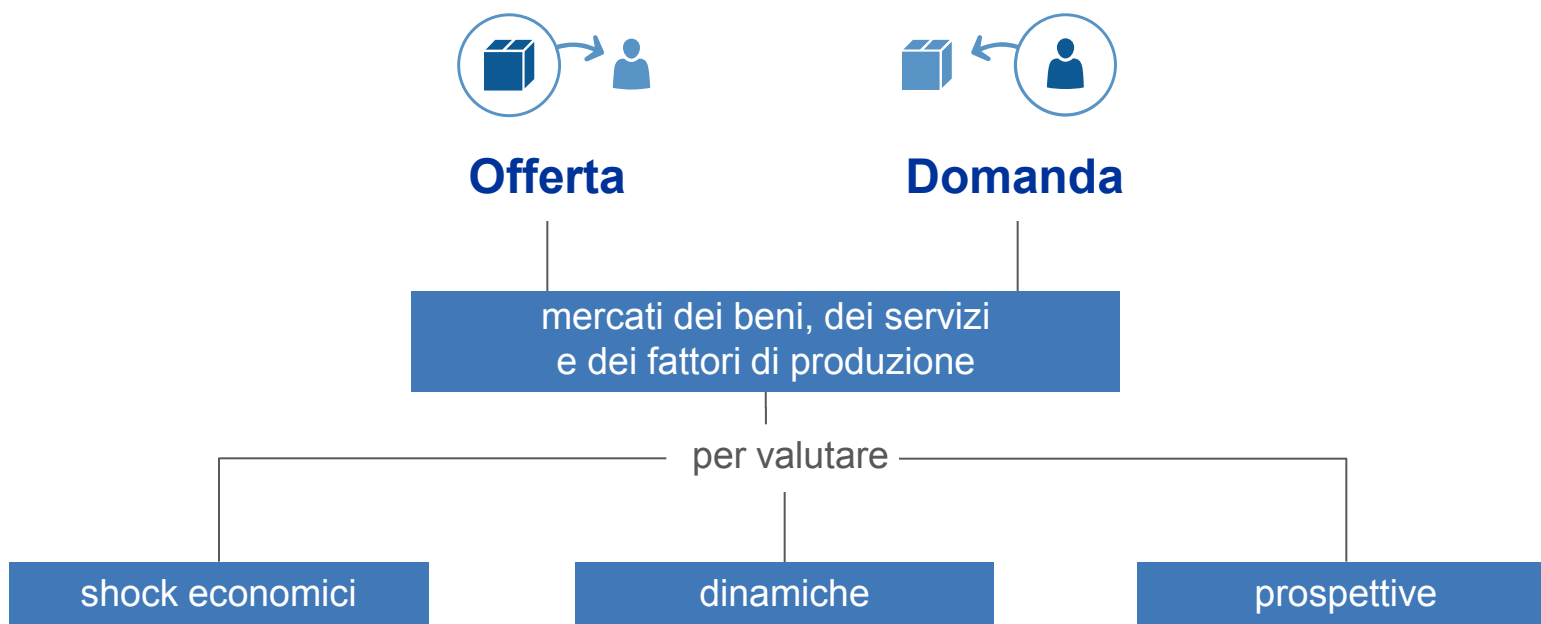 Offerta
Domanda
mercati dei beni, dei servizi
e dei fattori di produzione
per valutare
shock economici
dinamiche
prospettive